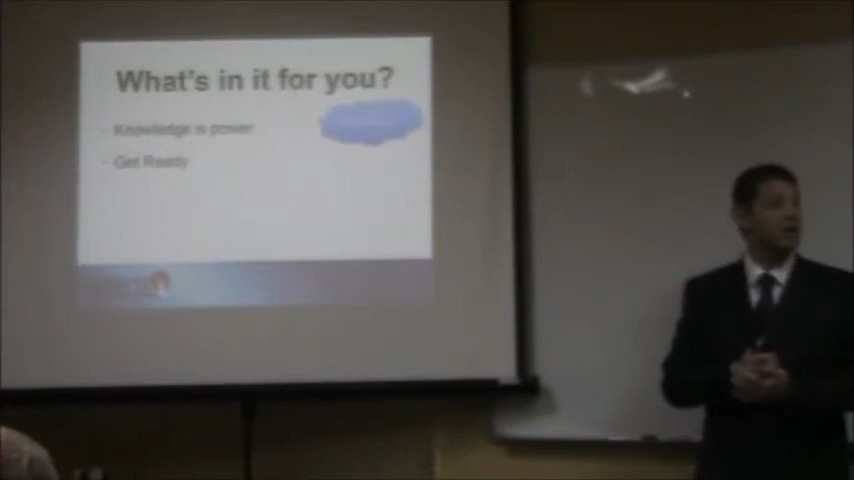 What's in it for you?
- Knowledge is power
- Get Ready